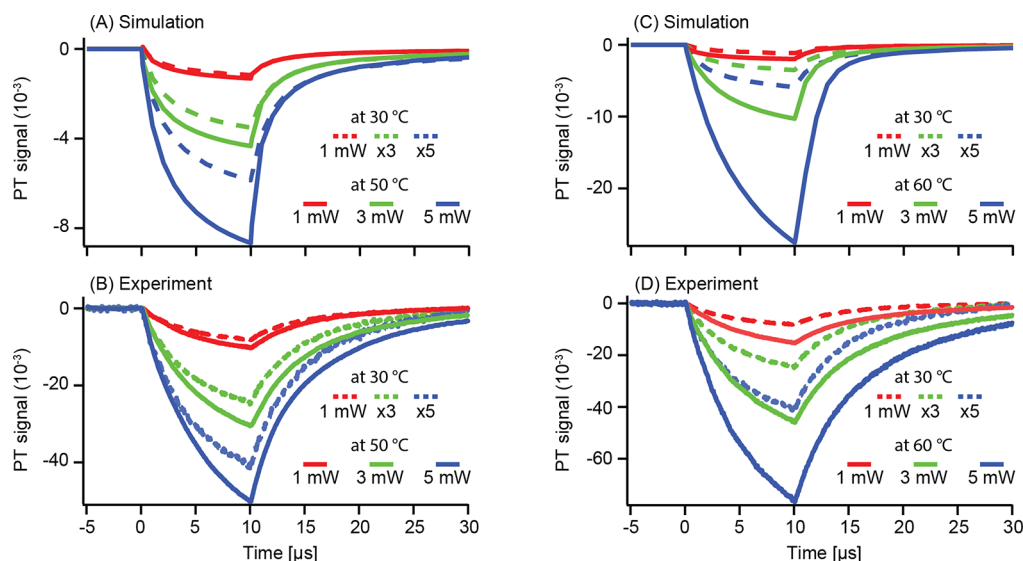 (A) Simulation
PT signal (10-3)
0
-4
-8
at 30 ℃
1 mW x3 x5
at 50 ℃
1 mW 3 mW 5 mW
(B) Experiment
PT signal (10-3)
0
-20
-40
at 30 ℃
1 mW x3 x5
at 50 ℃
1 mW 3 mW 5 mW
-5 0 5 10 15 20 25 30
Time [µs]
(C) Simulation
PT signal (10-3)
0
-10
-20
at 30 ℃
1 mW x3 x5
at 60 ℃
1 mW 3 mW 5 mW
(D) Experiment
PT signal (10-3)
0
-20
-40
-60
at 30 ℃
1 mW x3 x5
at 60 ℃
1 mW 3 mW 5 mW
-5 0 5 10 15 20 25 30
Time [µs]